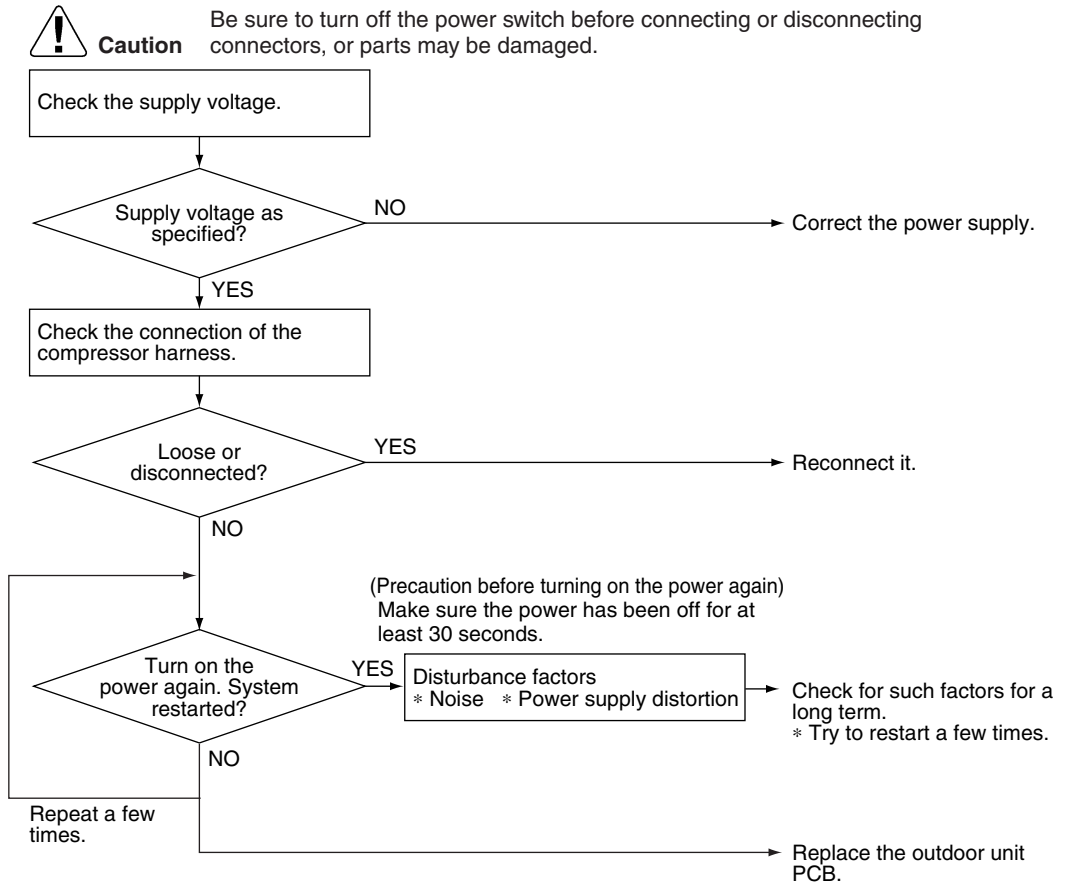 Caution
Be sure to turn off the power switch before connecting or disconnecting
connectors, or parts may be damaged.
Check the supply voltage.
Supply voltage as
specified?
NO
Correct the power supply.
YES
Check the connection of the
compressor harness.
Loose or
disconnected?
YES
Reconnect it.
NO
(Precaution before turning on the power again)
Make sure the power has been off for at
least 30 seconds.
Turn on the
power again. System
restarted?
YES
Disturbance factors
* Noise * Power supply distortion
Check for such factors for a
long term.
* Try to restart a few times.
NO
Repeat a few
times.
Replace the outdoor unit
PCB.